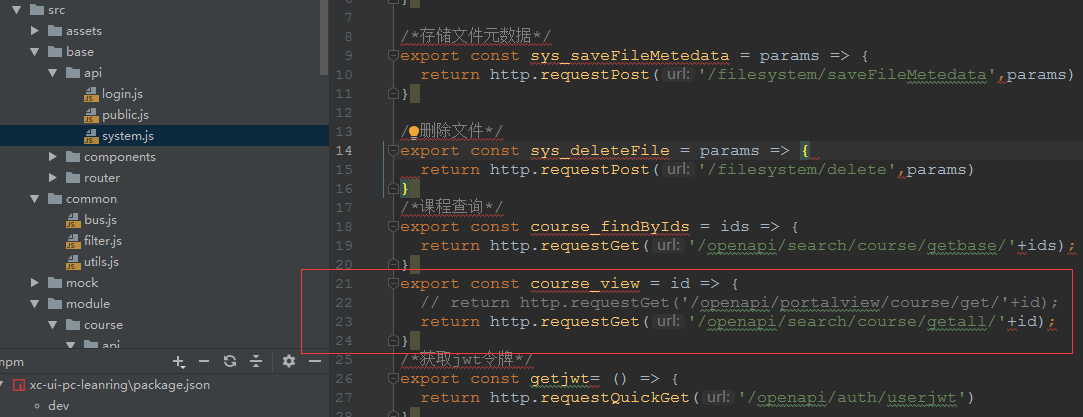 src
assets
base
api
login.js
public.js
system.js
components
router
common
bus.js
filter.js
utils.js
mock
module
course
api
npm
xc-ui-pc-leanring\package.json
dev
6 }
7
8 /*存储文件元数据*/
9 export const sys_saveFileMetedata = params => {
10 return http.requestPost( url: '/filesystem/saveFileMetedata',params)
11 }
12
13 /*删除文件*/
14 export const sys_deleteFile = params => {
15 return http.requestPost( url: '/filesystem/delete',params)
16 }
17 /*课程查询*/
18 export const course_findByIds = ids => {
19 return http.requestGet( url: '/openapi/search/course/getbase/'+ids);
20 }
21 export const course_view = id => {
22 // return http.requestGet('/openapi/portalview/course/get/'+id);
23 return http.requestGet( url: '/openapi/search/course/getall/'+id);
24 }
25 /*获取jwt令牌*/
26 export const getjwt= () => {
27 return http.requestQuickGet( url: '/openapi/auth/userjwt')
28 }